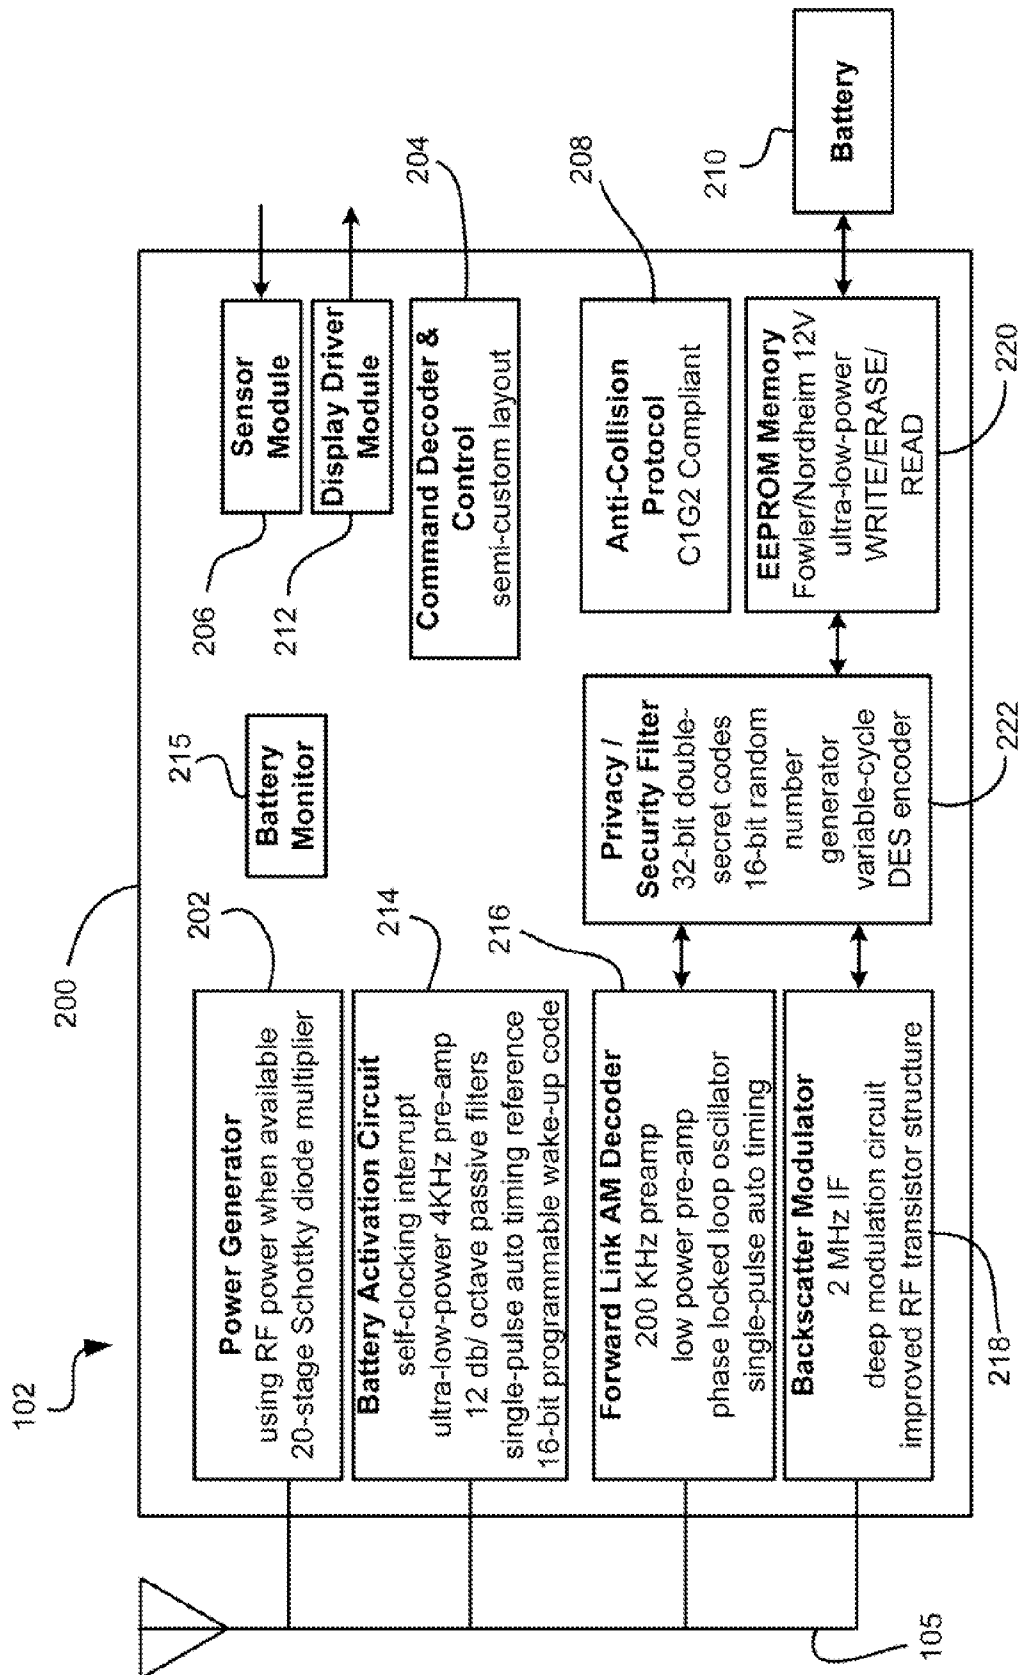 102
200
Power Generator
using RF power when available
20-stage Schottky diode multiplier
202
Battery Activation Circuit
self-clocking interrupt
ultra-low-power 4KHz pre-amp
12 db/ octave passive filters
single-pulse auto timing reference
16-bit programmable wake-up code
214
Forward Link AM Decoder
200 KHz preamp
low power pre-amp
phase locked loop oscillator
single-pulse auto timing
216
Backscatter Modulator
2 MHz IF
deep modulation circuit
improved RF transistor structure
218
105
215
Battery
Monitor
Privacy /
Security Filter
32-bit double-
secret codes
16-bit random
number
generator
variable-cycle
DES encoder
222
206
Sensor
Module
212
Display Driver
Module
Command Decoder &
Control
semi-custom layout
204
Anti-Collision
Protocol
C1G2 Compliant
208
EEPROM Memory
Fowler/Nordheim 12V
ultra-low-power
WRITE/ERASE/
READ
220
210
Battery